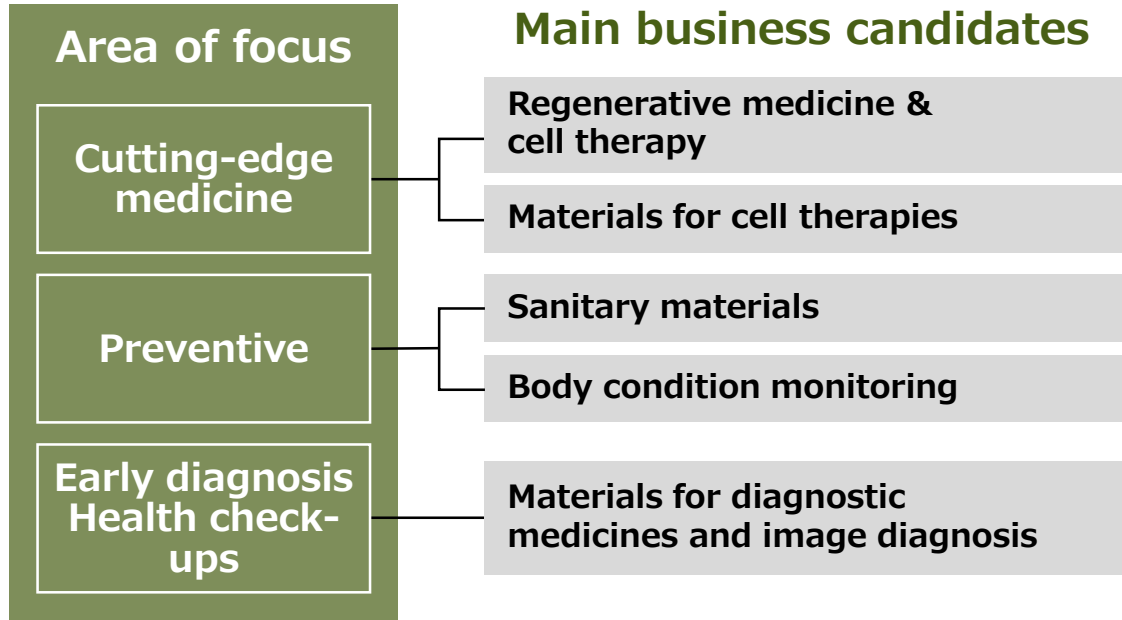 Area of focus
Main business candidates
Cutting-edge
medicine
Regenerative medicine &
cell therapy
Materials for cell therapies
Preventive
Sanitary materials
Body condition monitoring
Early diagnosis
Health check-
ups
Materials for diagnostic
medicines and image diagnosis